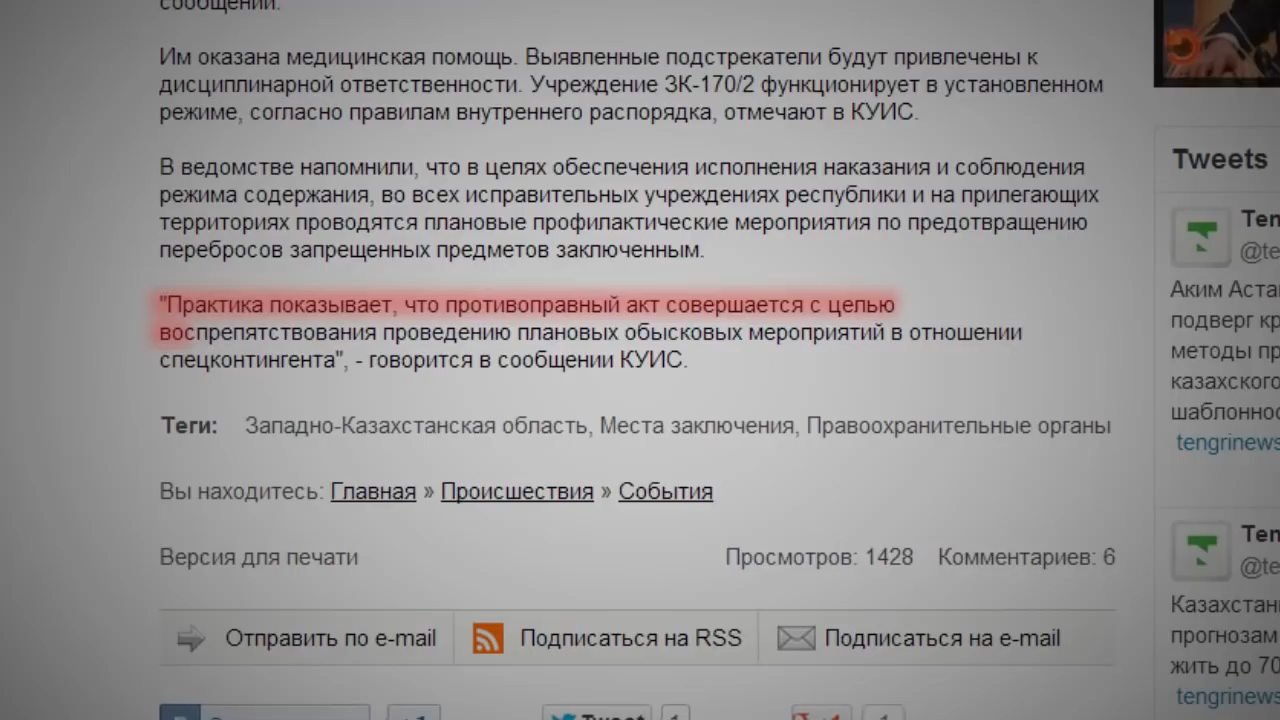 сообщении.
Им оказана медицинская помощь. Выявленные подстрекатели будут привлечены к
дисциплинарной ответственности. Учреждение ЗК-170/2 функционирует в установленном
режиме, согласно правилам внутреннего распорядка, отмечают в КУИС.
В ведомстве напомнили, что в целях обеспечения исполнения наказания и соблюдения
режима содержания, во всех исправительных учреждениях республики и на прилегающих
территориях проводятся плановые профилактические мероприятия по предотвращению
перебросов запрещенных предметов заключенным.
"Практика показывает, что противоправный акт совершается с целью
воспрепятствования проведению плановых обысковых мероприятий в отношении
спецконтингента", - говорится в сообщении КУИС.
Теги: Западно-Казахстанская область, Места заключения, Правоохранительные органы
Вы находитесь: Главная » Происшествия » События
Версия для печати Просмотров: 1428 Комментариев: 6
Отправить по e-mail Подписаться на RSS Подписаться на e-mail
Tweet
Tweets
Ten
@te
Аким Аста
подверг кр
методы пр
казахского
шаблоннос
tengrinews
Ten
@te
Казахстан
прогнозам
жить до 70
tengrinews